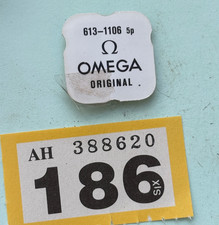 613-1106 5p
Ω
OMEGA
ORIGINAL
AH 388620
186
SIX